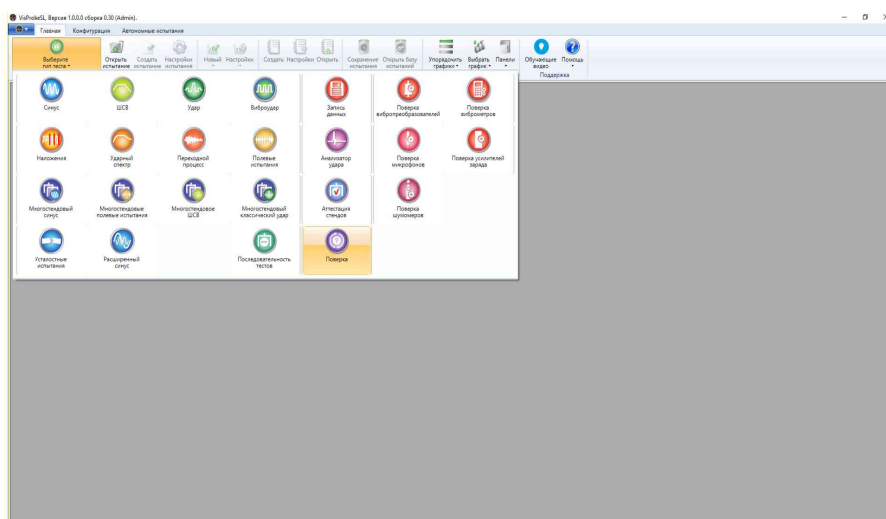 VisProbeSL, Версия 1.0.0.0 сборка 0.30 (Admin).
Главная Конфигурация Автономные испытания
Выберите тип теста
Открыть испытание
Создать испытание
Настройки испытания
Новый
Настройки
Создать
Настройки
Открыть
Сохранение испытания
Открыть базу испытаний
Упорядочить графики
Выбрать график
Панели
Обучающие видео
Помощь
Поддержка
Синус
ШСВ
Удар
Виброудар
Запись данных
Поверка вибропреобразователей
Поверка виброметров
Наложения
Ударный спектр
Переходной процесс
Полевые испытания
Анализатор удара
Поверка микрофонов
Поверка усилителей заряда
Многостендовый синус
Многостендовые полевые испытания
Многостендовое ШСВ
Многостендовый классический удар
Аттестация стендов
Поверка шумомеров
Усталостные испытания
Расширенный синус
Последовательность тестов
Поверка